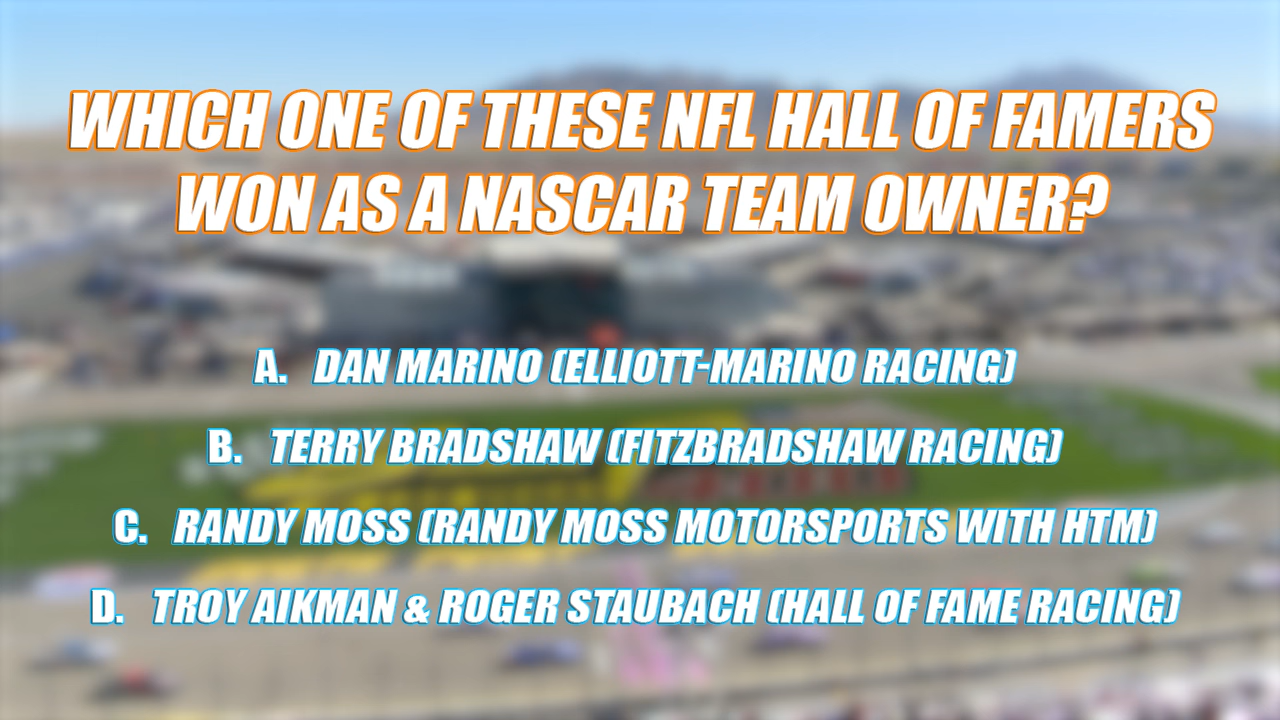 WHICH ONE OF THESE NFL HALL OF FAMERS
WON AS A NASCAR TEAM OWNER?
A. DAN MARINO (ELLIOTT-MARINO RACING)
B. TERRY BRADSHAW (FITZBRADSHAW RACING)
C. RANDY MOSS (RANDY MOSS MOTORSPORTS WITH HTM)
D. TROY AIKMAN & ROGER STAUBACH (HALL OF FAME RACING)